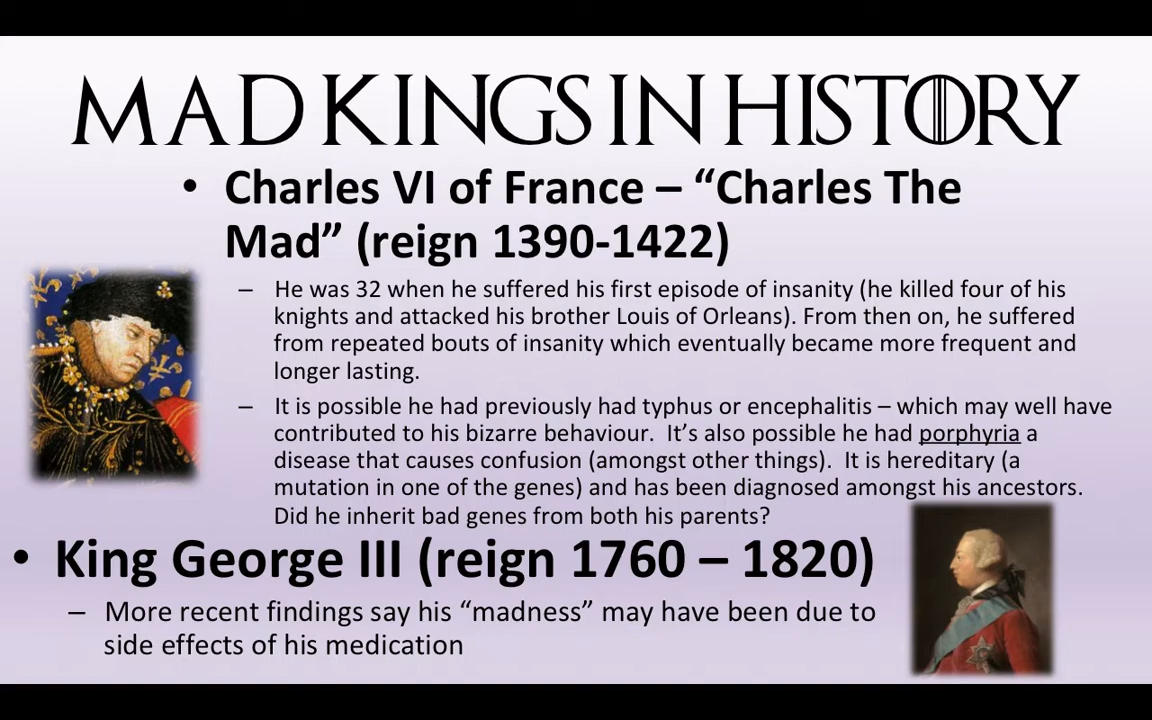 MAD KINGS IN HISTORY
• Charles VI of France – “Charles The
Mad” (reign 1390-1422)
– He was 32 when he suffered his first episode of insanity (he killed four of his
knights and attacked his brother Louis of Orleans). From then on, he suffered
from repeated bouts of insanity which eventually became more frequent and
longer lasting.
– It is possible he had previously had typhus or encephalitis – which may well have
contributed to his bizarre behaviour.  It’s also possible he had porphyria a
disease that causes confusion (amongst other things).  It is hereditary (a
mutation in one of the genes) and has been diagnosed amongst his ancestors.
Did he inherit bad genes from both his parents?
• King George III (reign 1760 – 1820)
– More recent findings say his “madness” may have been due to
side effects of his medication